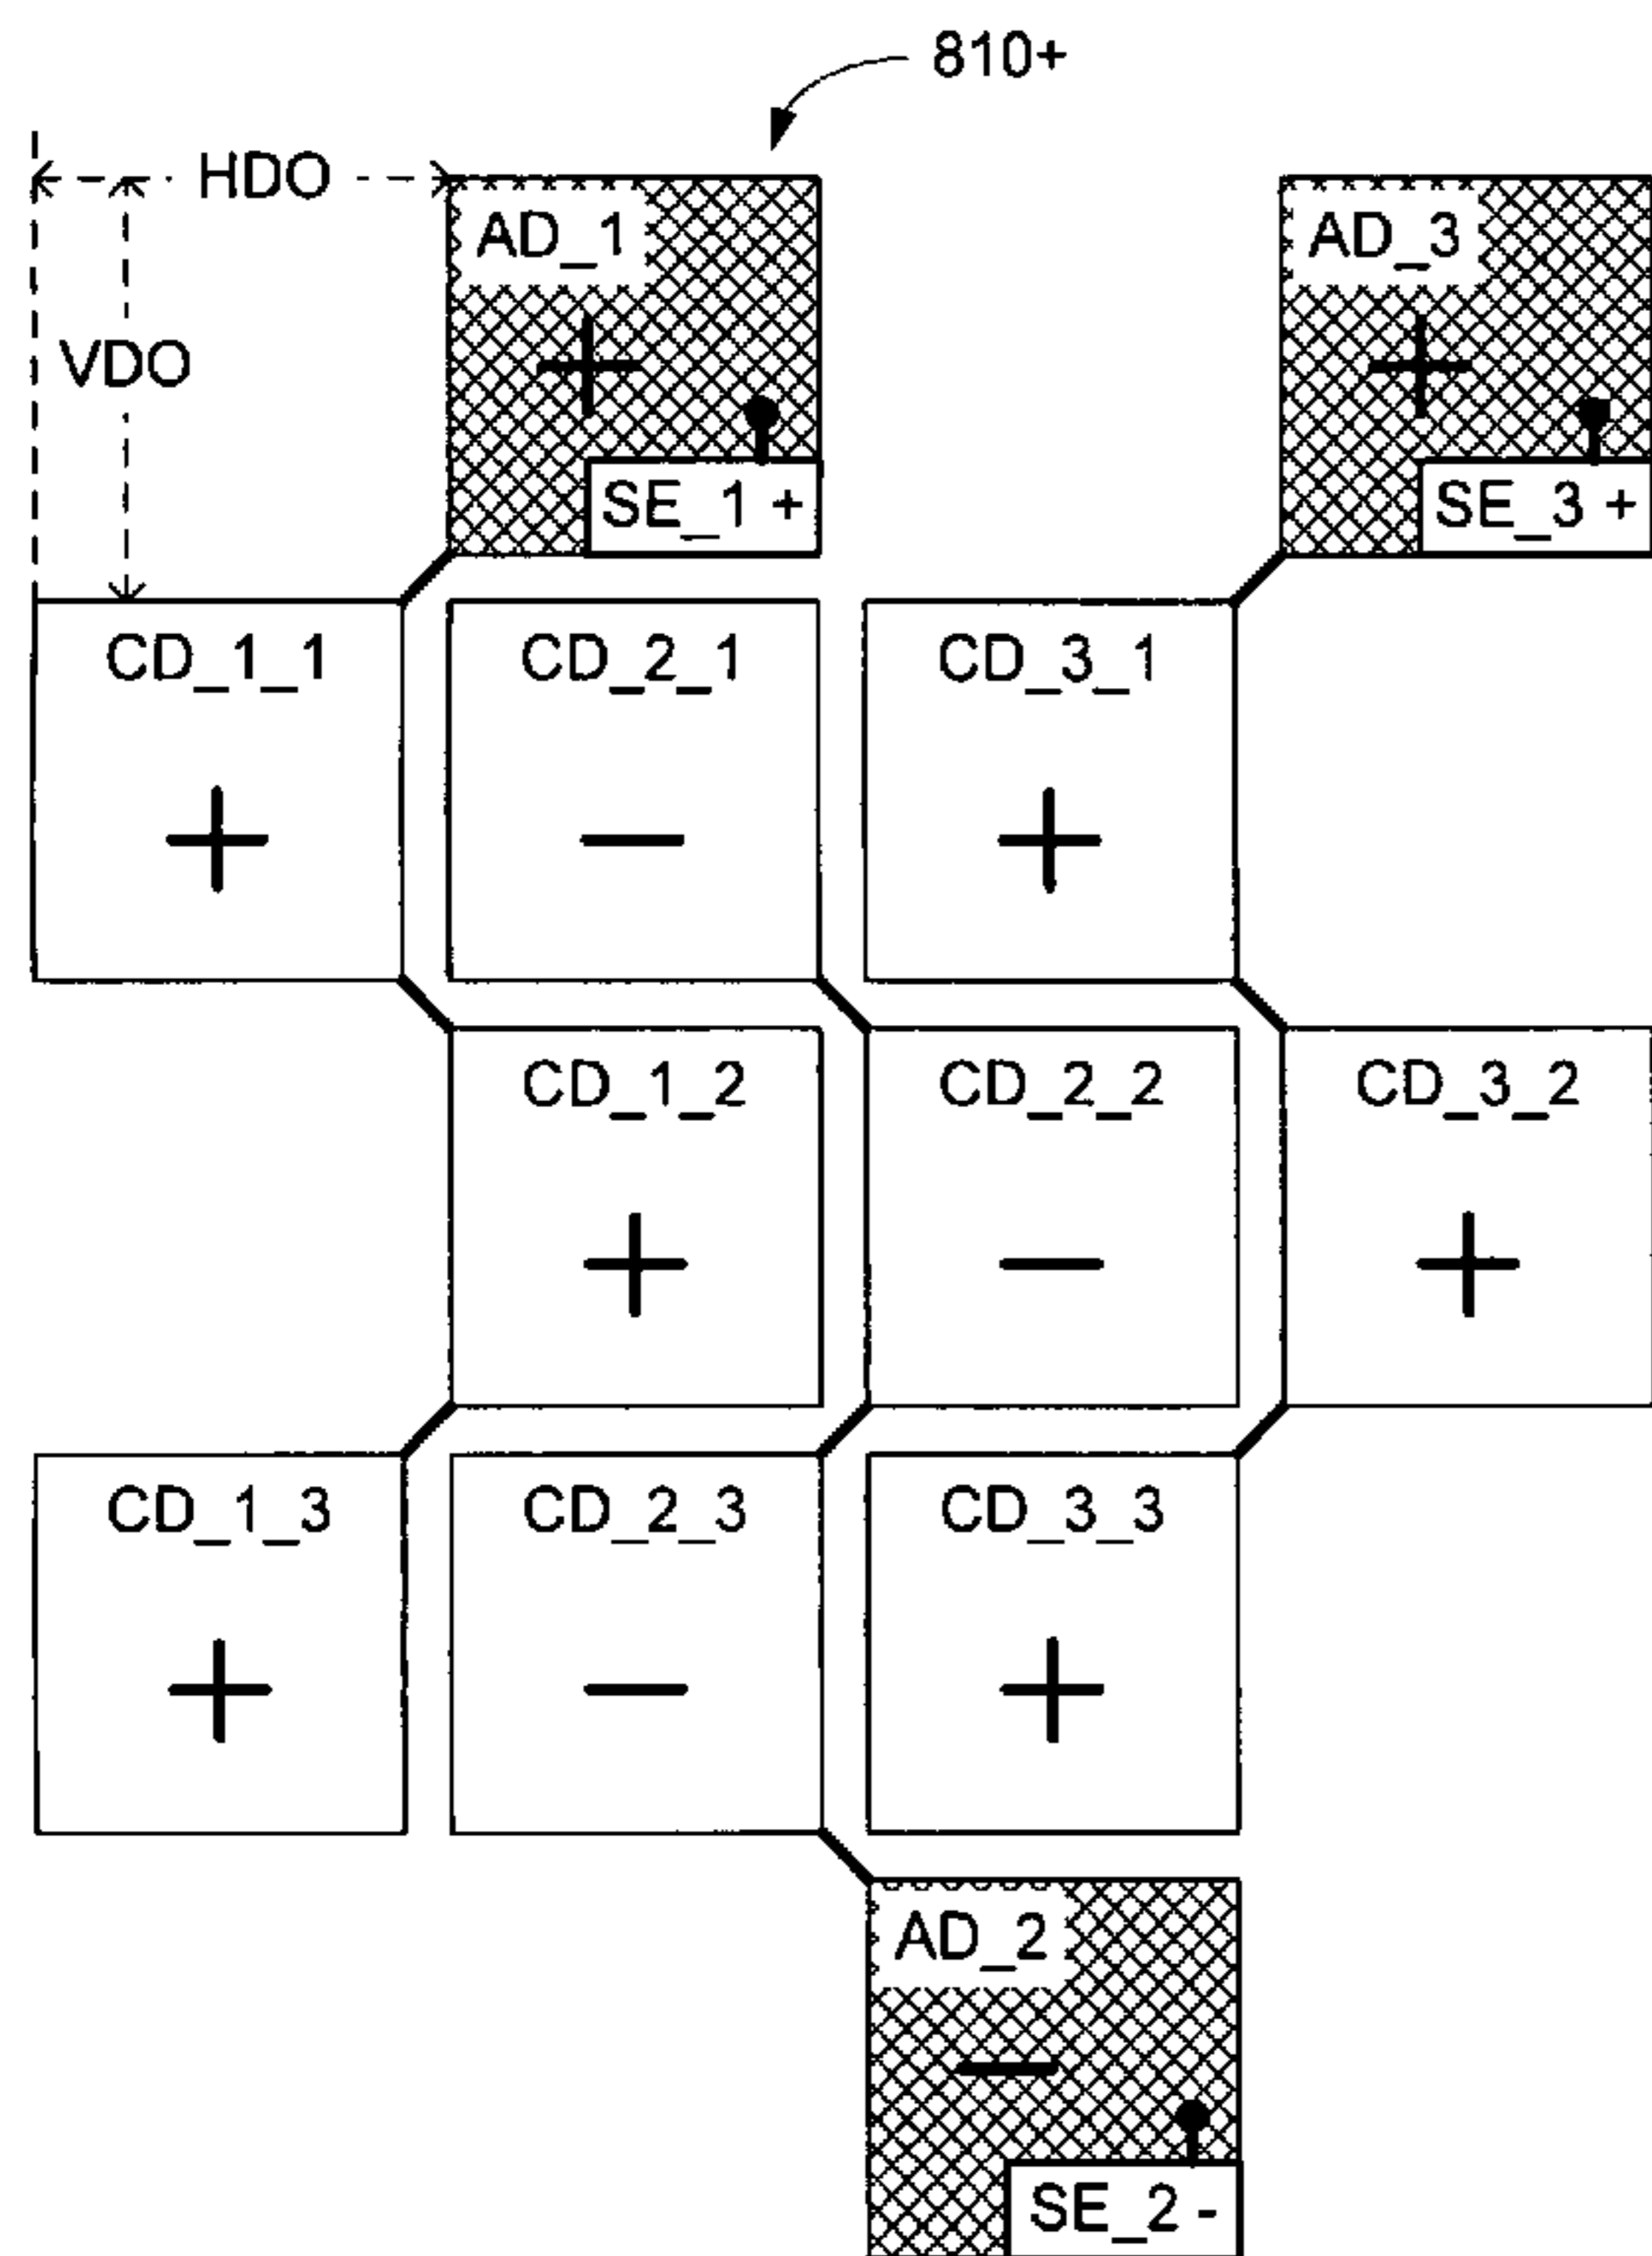 810+
HDO
AD_1
AD_3
VDO
+
+
SE_1 +
SE_3 +
CD_1_1
CD_2_1
CD_3_1
+
−
+
CD_1_2
CD_2_2
CD_3_2
+
−
+
CD_1_3
CD_2_3
CD_3_3
+
−
+
AD_2
−
SE_2 -